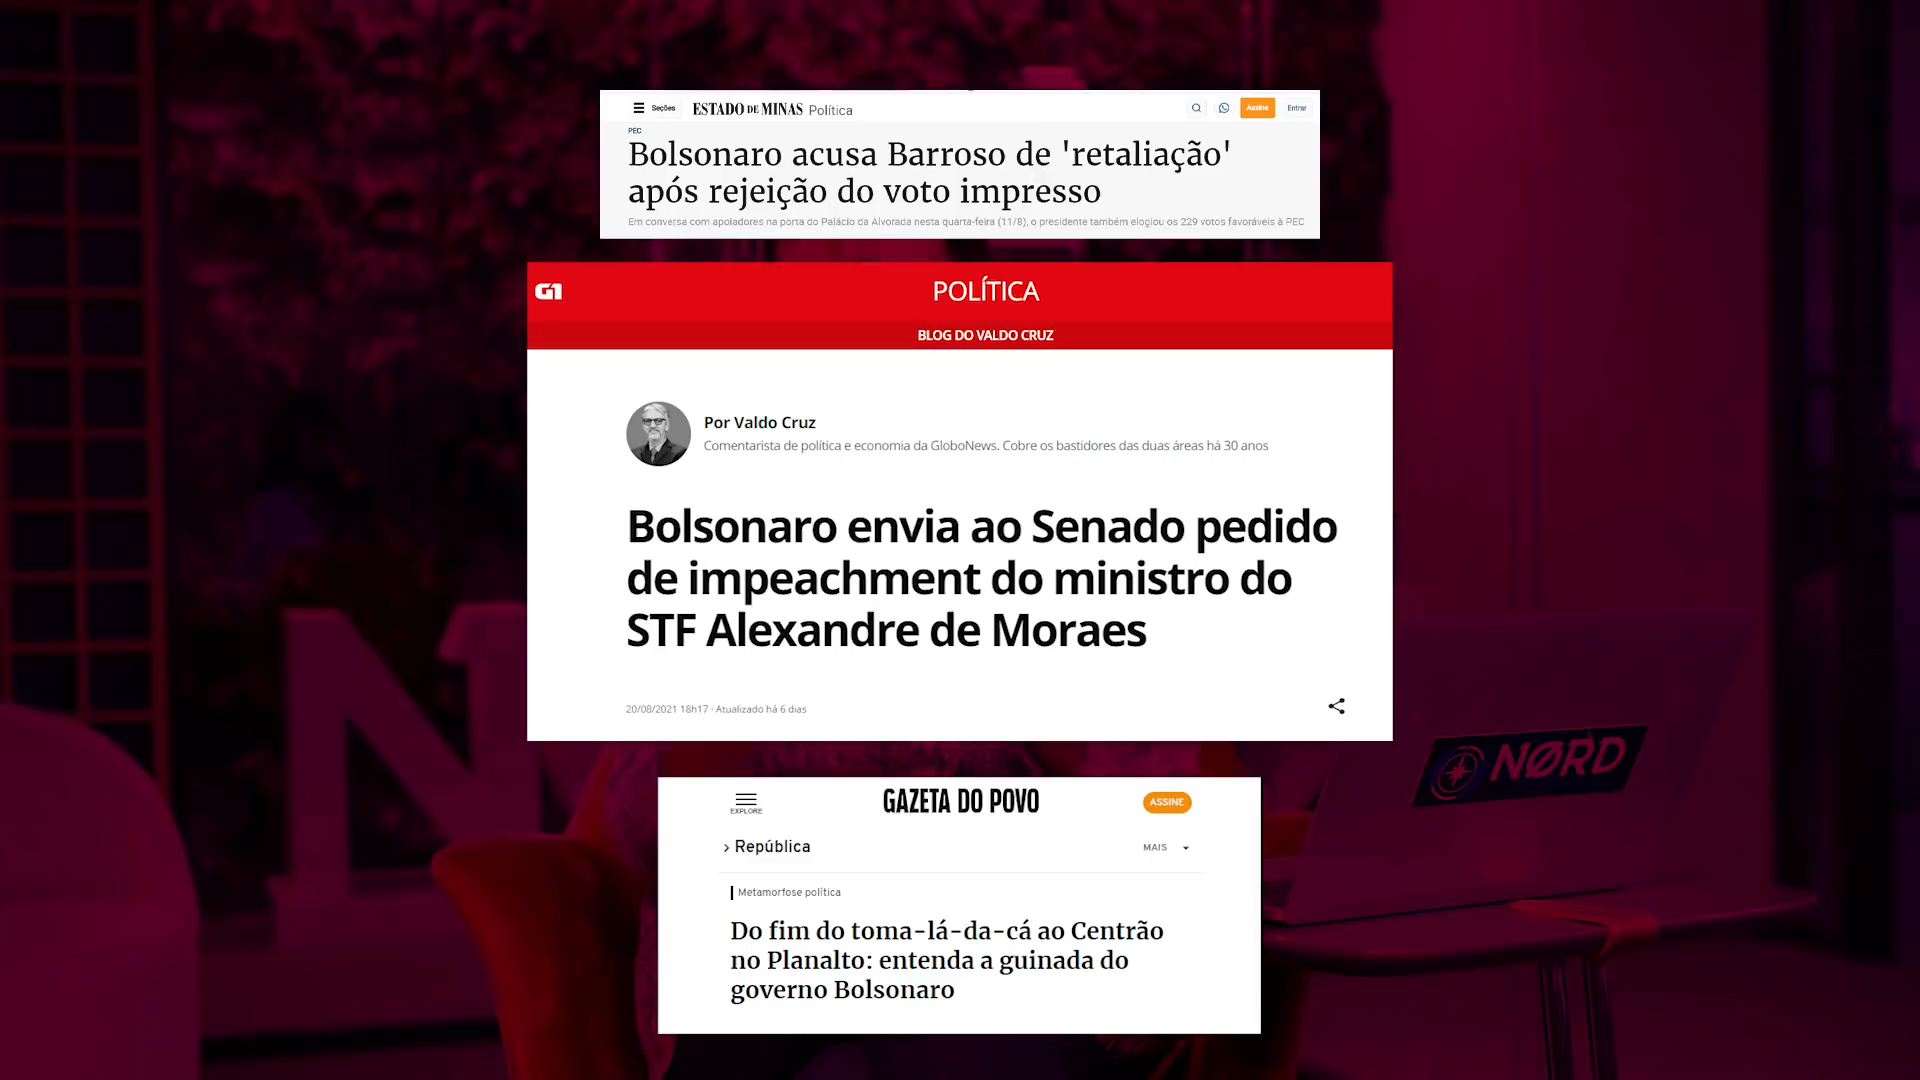 Seções ESTADO DE MINAS Política Assine Entrar
PEC
Bolsonaro acusa Barroso de 'retaliação'
após rejeição do voto impresso
Em conversa com apoiadores na porta do Palácio da Alvorada nesta quarta-feira (11/8), o presidente também elogiou os 229 votos favoráveis à PEC
G1 POLÍTICA
BLOG DO VALDO CRUZ
Por Valdo Cruz
Comentarista de política e economia da GloboNews. Cobre os bastidores das duas áreas há 30 anos
Bolsonaro envia ao Senado pedido
de impeachment do ministro do
STF Alexandre de Moraes
20/08/2021 18h17 · Atualizado há 6 dias
NØRD
EXPLORE GAZETA DO POVO ASSINE
> República MAIS
Metamorfose política
Do fim do toma-lá-da-cá ao Centrão
no Planalto: entenda a guinada do
governo Bolsonaro
N